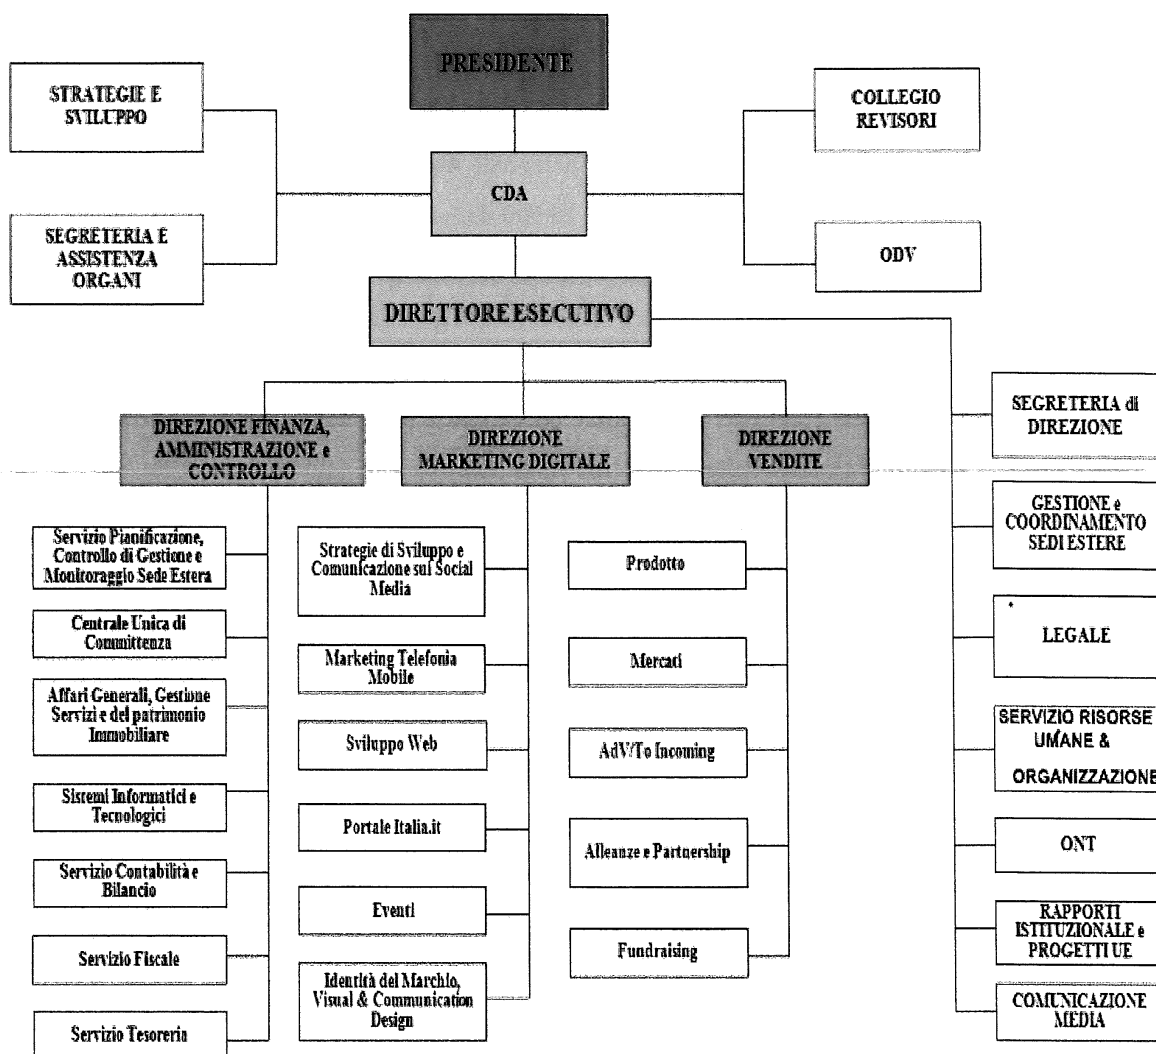 PRESIDENTE
STRATEGIE E
SVILUPPO
COLLEGIO
REVISORI
CDA
SEGRETERIA E
ASSISTENZA
ORGANI
ODV
DIRETTORE ESECUTIVO
SEGRETERIA di
DIREZIONE
DIREZIONE FINANZA,
AMMINISTRAZIONE e
CONTROLLO
DIREZIONE
MARKETING DIGITALE
DIREZIONE
VENDITE
Servizio Pianificazione,
Controllo di Gestione e
Monitoraggio Sede Estera
Centrale Unica di
Committenza
Affari Generali, Gestione
Servizi e del patrimonio
Immobiliare
Sistemi Informatici e
Tecnologici
Servizio Contabilità e
Bilancio
Servizio Fiscale
Servizio Tesoreria
Strategie di Sviluppo e
Comunicazione sui Social
Media
Marketing Telefonia
Mobile
Sviluppo Web
Portale Italia.it
Eventi
Identità del Marchio,
Visual & Communication
Design
Prodotto
Mercati
AdV/To Incoming
Alleanze e Partnership
Fundraising
GESTIONE e
COORDINAMENTO
SEDI ESTERE
LEGALE
SERVIZIO RISORSE
UMANE &
ORGANIZZAZIONE
ONT
RAPPORTI
ISTITUZIONALE e
PROGETTI UE
COMUNICAZIONE
MEDIA